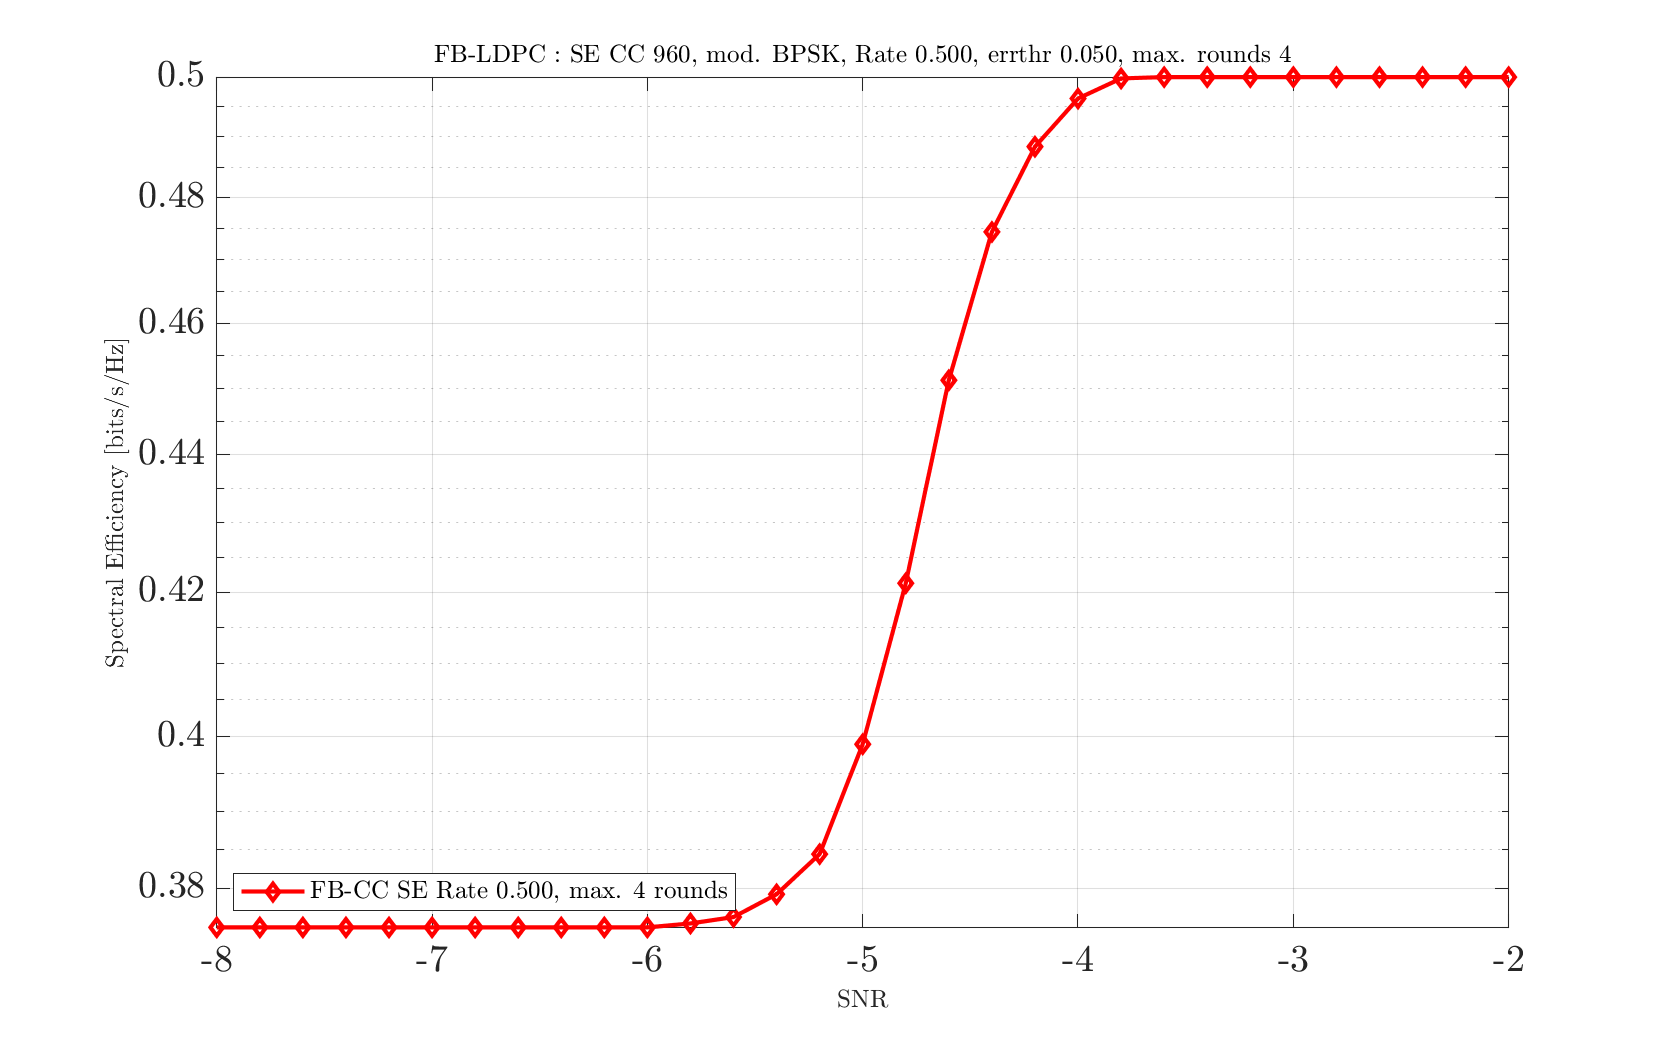 FB-LDPC : SE CC 960, mod. BPSK, Rate 0.500, errthr 0.050, max. rounds 4
0.5
0.48
0.46
0.44
0.42
0.4
0.38
Spectral Efficiency [bits/s/Hz]
FB-CC SE Rate 0.500, max. 4 rounds
-8 -7 -6 -5 -4 -3 -2
SNR